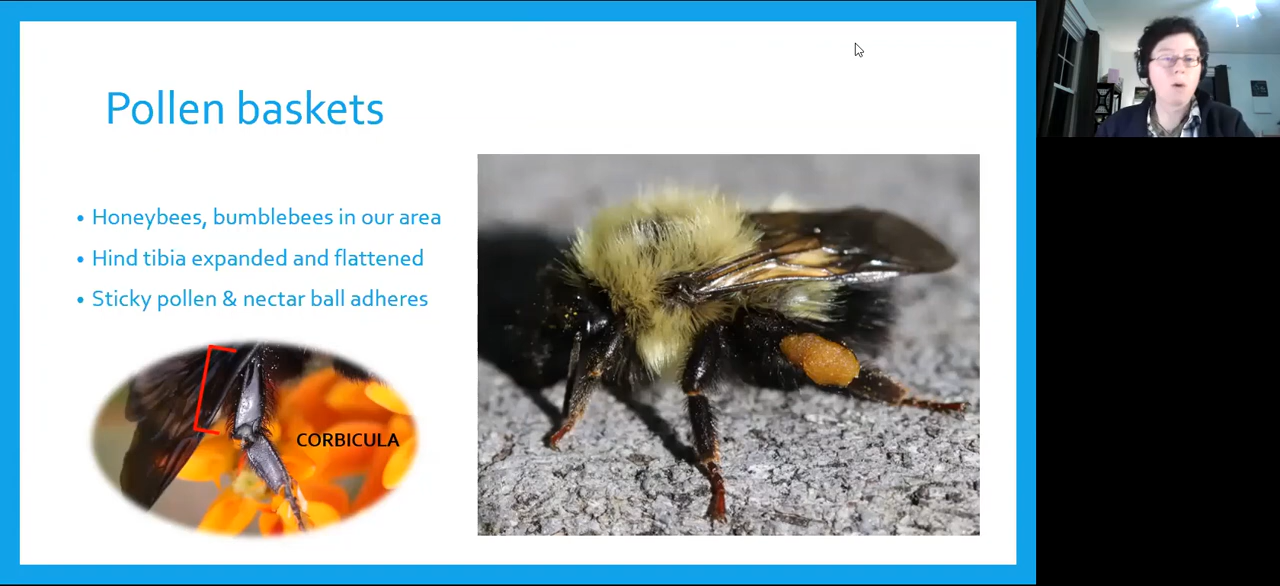 Pollen baskets
• Honeybees, bumblebees in our area
• Hind tibia expanded and flattened
• Sticky pollen & nectar ball adheres
CORBICULA